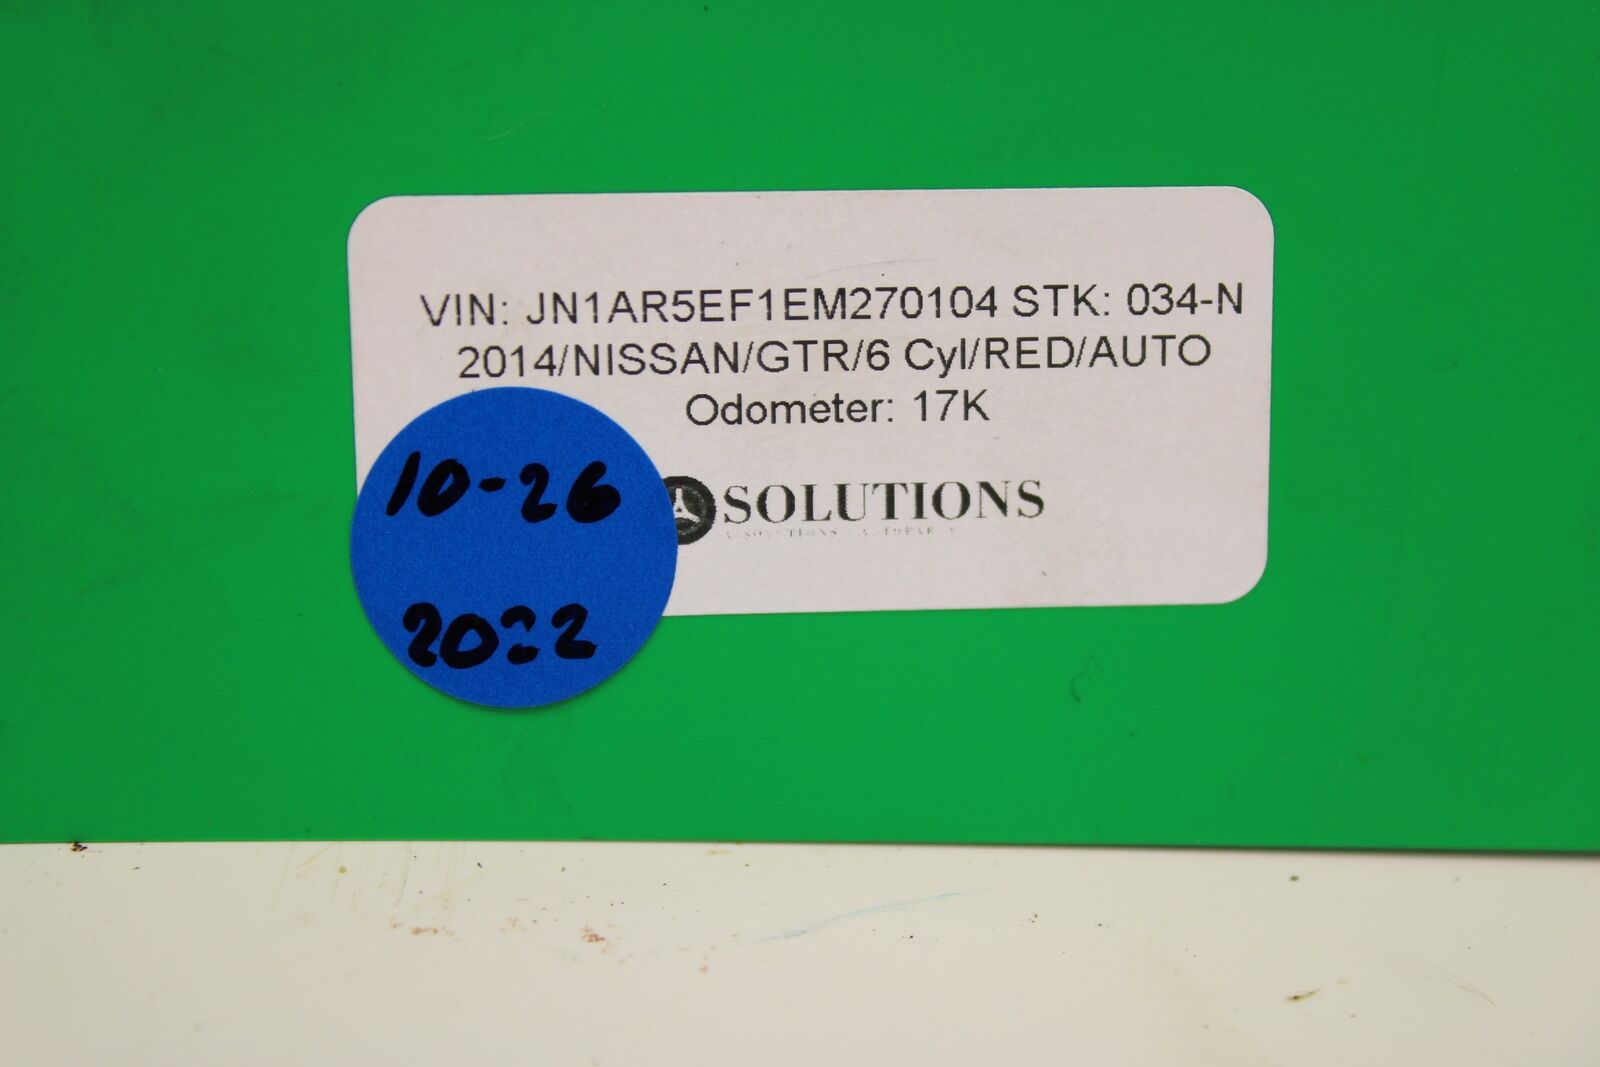 VIN: JN1AR5EF1EM270104 STK: 034-N
2014/NISSAN/GTR/6 Cyl/RED/AUTO
Odometer: 17K
SOLUTIONS
10-26
2022